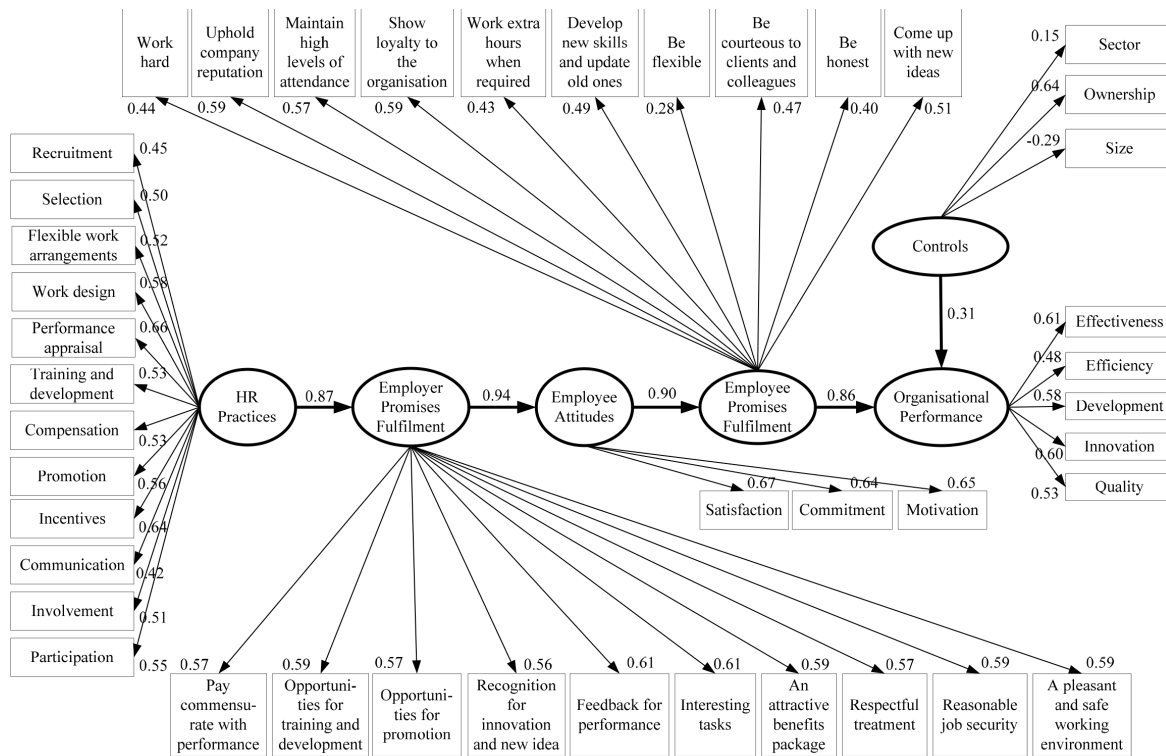 Work
hard
Uphold
company
reputation
Maintain
high
levels of
attendance
Show
loyalty to
the
organisation
Work extra
hours
when
required
Develop
new skills
and update
old ones
Be
flexible
Be
courteous to
clients and
colleagues
Be
honest
Come up
with new
ideas
0.44
0.59
0.57
0.59
0.43
0.49
0.28
0.47
0.40
0.51
0.15
Sector
0.64
Ownership
-0.29
Size
Controls
0.31
Recruitment
0.45
Selection
0.50
Flexible work
arrangements
0.52
Work design
0.58
Performance
appraisal
0.66
Training and
development
0.53
Compensation
0.53
Promotion
0.56
Incentives
0.64
Communication
0.42
Involvement
0.51
Participation
0.55
HR
Practices
0.87
Employer
Promises
Fulfilment
0.94
Employee
Attitudes
0.90
Employee
Promises
Fulfilment
0.86
Organisational
Performance
0.61
Effectiveness
0.48
Efficiency
0.58
Development
Innovation
0.60
Quality
0.53
0.67
0.64
0.65
Satisfaction
Commitment
Motivation
0.57
0.59
0.57
0.56
0.61
0.61
0.59
0.57
0.59
0.59
Pay
commensu-
rate with
performance
Opportuni-
ties for
training and
development
Opportuni-
ties for
promotion
Recognition
for
innovation
and new idea
Feedback for
performance
Interesting
tasks
An
attractive
benefits
package
Respectful
treatment
Reasonable
job security
A pleasant
and safe
working
environment